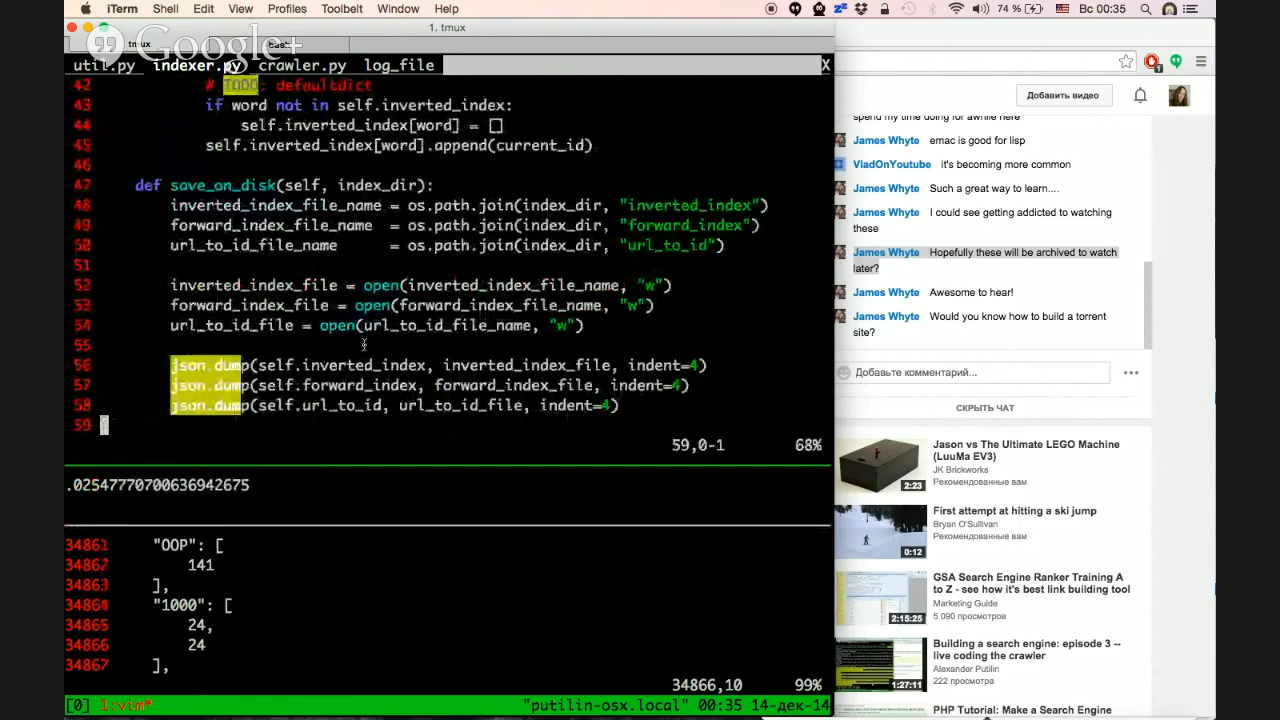 iTerm Shell Edit View Profiles Toolbelt Window Help 74 % Вс 00:35
1. tmux
tmux
Google+
util.py indexer.py crawler.py log_file X
42 # TODO: defaultdict
43 if word not in self.inverted_index:
44 self.inverted_index[word] = []
45 self.inverted_index[word].append(current_id)
46
47 def save_on_disk(self, index_dir):
48 inverted_index_file_name = os.path.join(index_dir, "inverted_index")
49 forward_index_file_name = os.path.join(index_dir, "forward_index")
50 url_to_id_file_name = os.path.join(index_dir, "url_to_id")
51
52 inverted_index_file = open(inverted_index_file_name, "w")
53 forward_index_file = open(forward_index_file_name, "w")
54 url_to_id_file = open(url_to_id_file_name, "w")
55
56 json.dump(self.inverted_index, inverted_index_file, indent=4)
57 json.dump(self.forward_index, forward_index_file, indent=4)
58 json.dump(self.url_to_id, url_to_id_file, indent=4)
59
59,0-1 68%
.02547770700636942675
34861 "OOP": [
34862 141
34863 ],
34864 "1000": [
34865 24,
34866 24
34867 ],
34866,10 99%
[0] 1:vim* "putilin-osx.local" 00:35 14-дек-14
Добавить видео
spend my time doing for awhile here
James Whyte emac is good for lisp
VladOnYoutube it's becoming more common
James Whyte Such a great way to learn....
James Whyte I could see getting addicted to watching
these
James Whyte Hopefully these will be archived to watch
later?
James Whyte Awesome to hear!
James Whyte Would you know how to build a torrent
site?
Добавьте комментарий...
СКРЫТЬ ЧАТ
Jason vs The Ultimate LEGO Machine
(LuuMa EV3)
JK Brickworks
Рекомендованные вам
2:23
First attempt at hitting a ski jump
Bryan O'Sullivan
Рекомендованные вам
0:12
GSA Search Engine Ranker Training A
to Z - see how it's best link building tool
Marketing Guide
5 090 просмотров
2:15:25
Building a search engine: episode 3 --
live coding the crawler
Alexander Putilin
222 просмотра
1:27:11
PHP Tutorial: Make a Search Engine